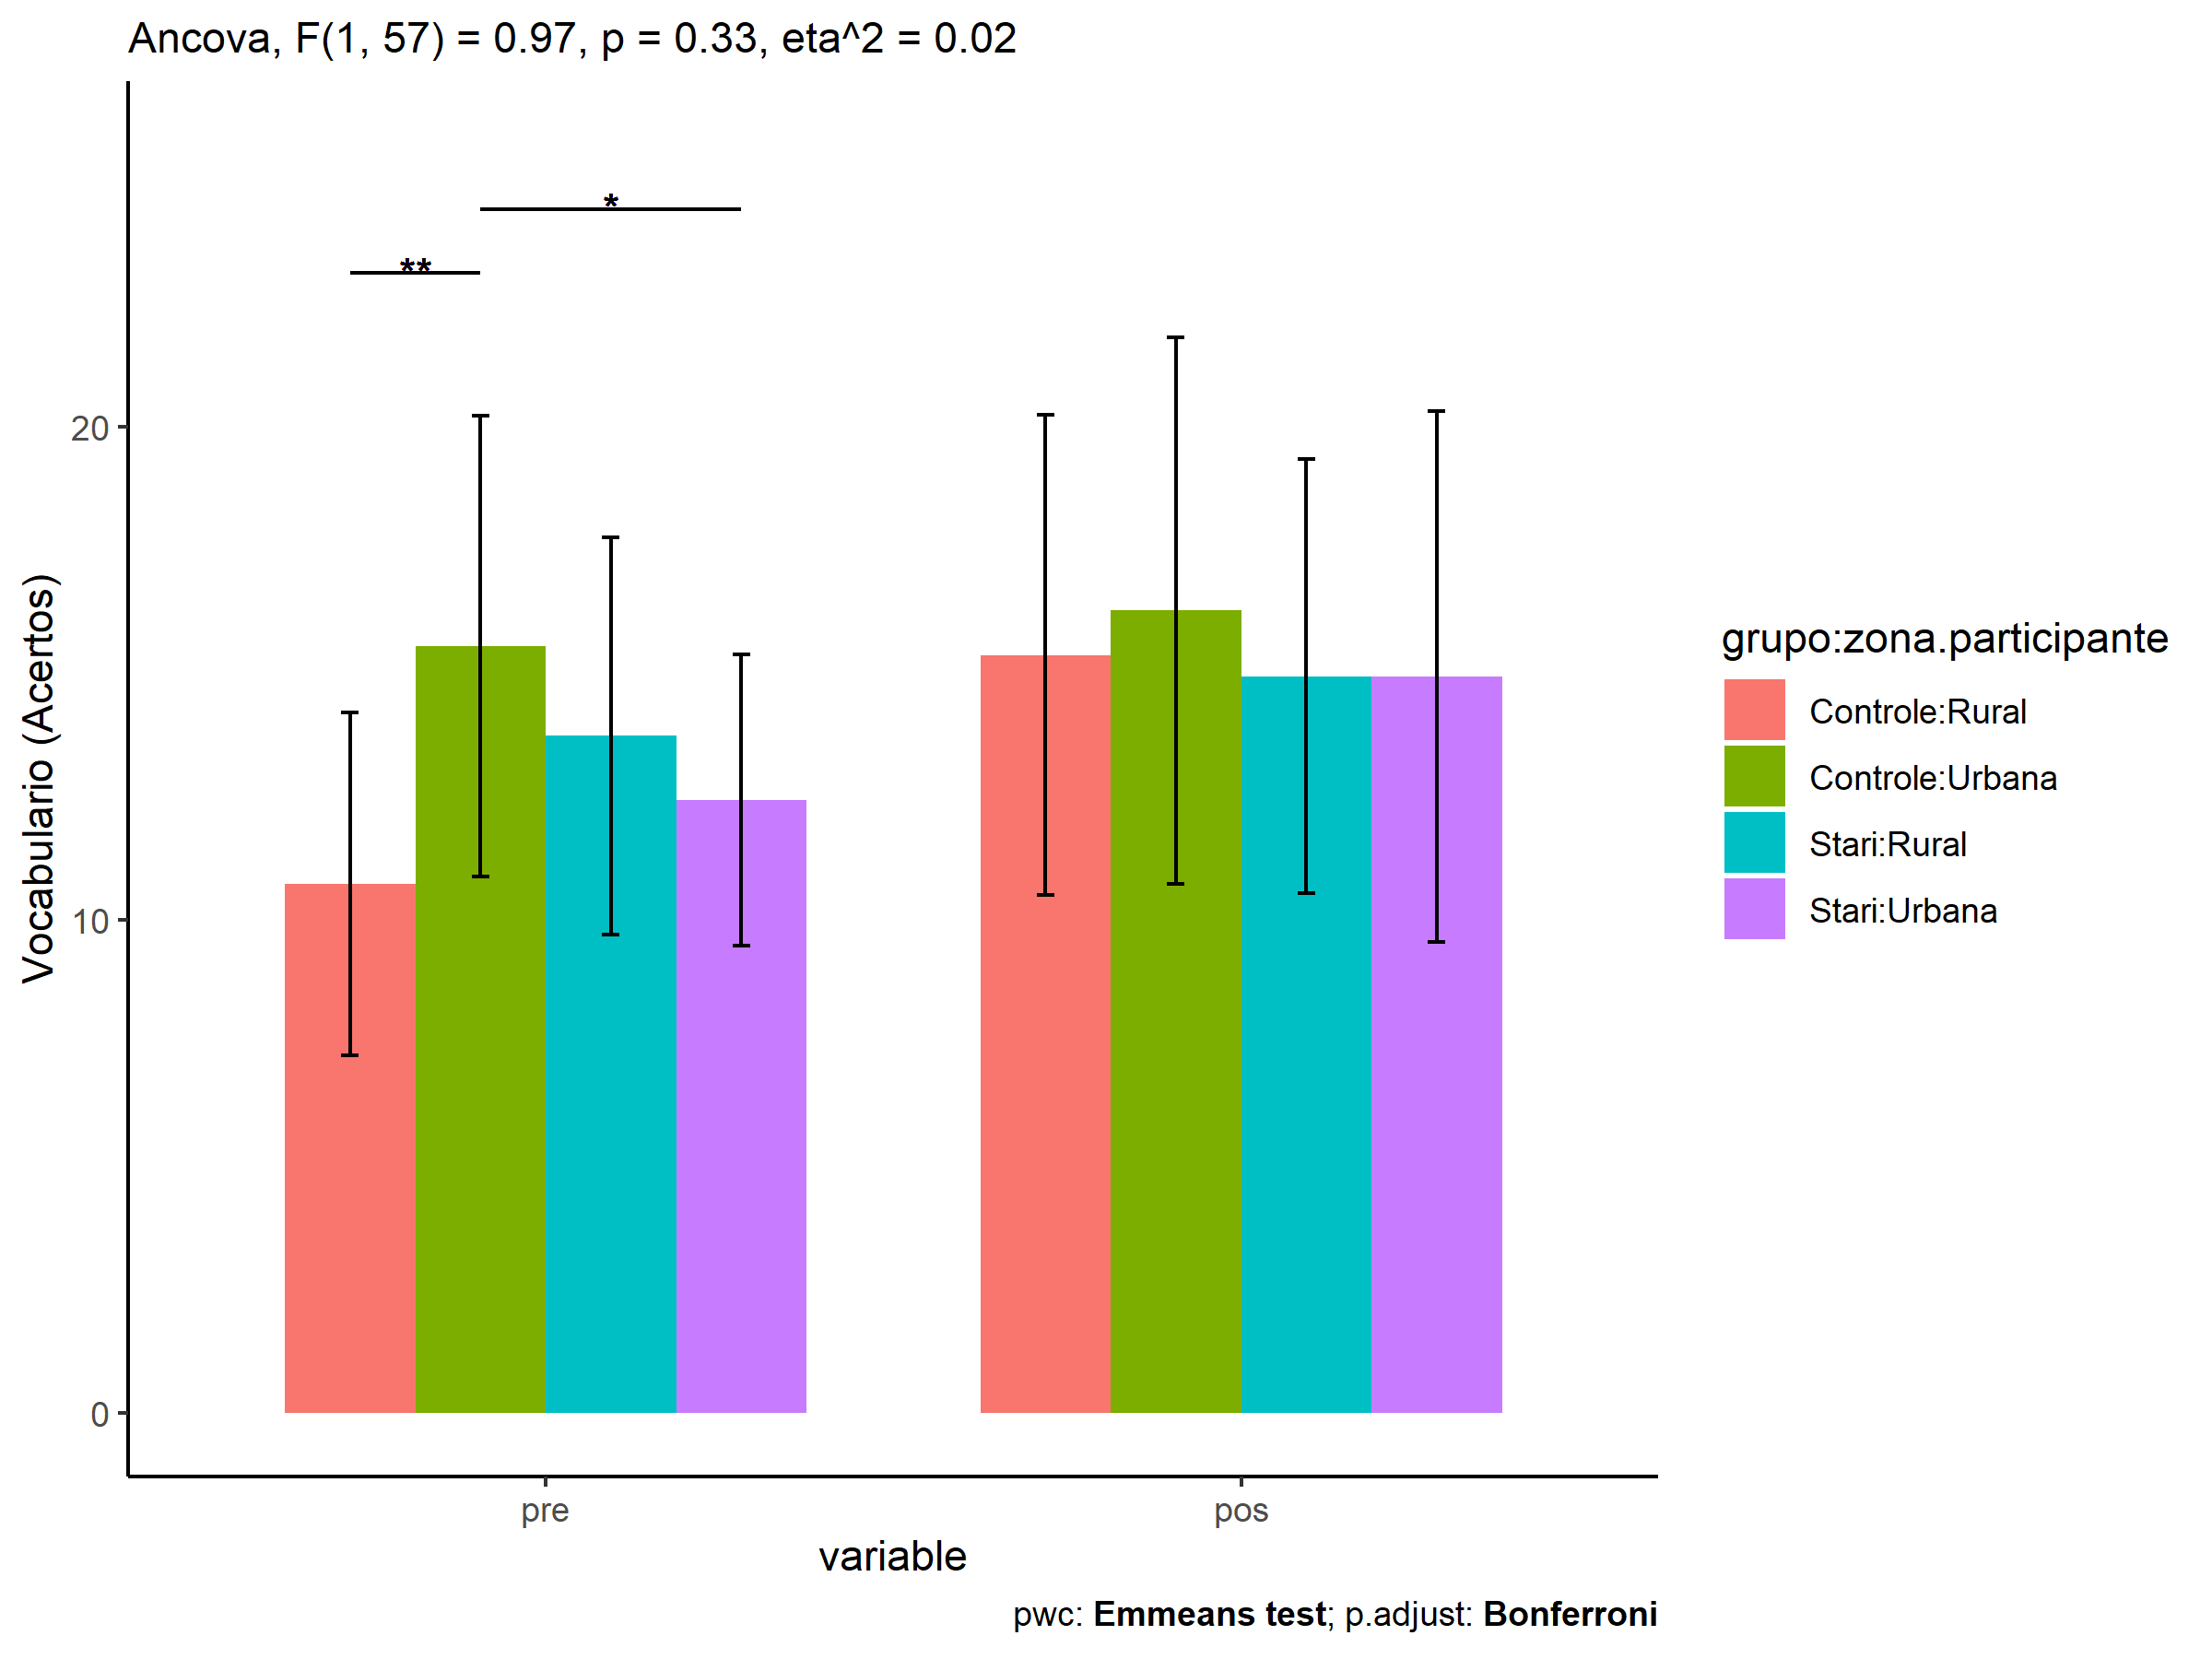 Ancova, F(1, 57) = 0.97, p = 0.33, eta^2 = 0.02
*
**
20
10
0
Vocabulario (Acertos)
pre
pos
variable
grupo:zona.participante
Controle:Rural
Controle:Urbana
Stari:Rural
Stari:Urbana
pwc: Emmeans test; p.adjust: Bonferroni